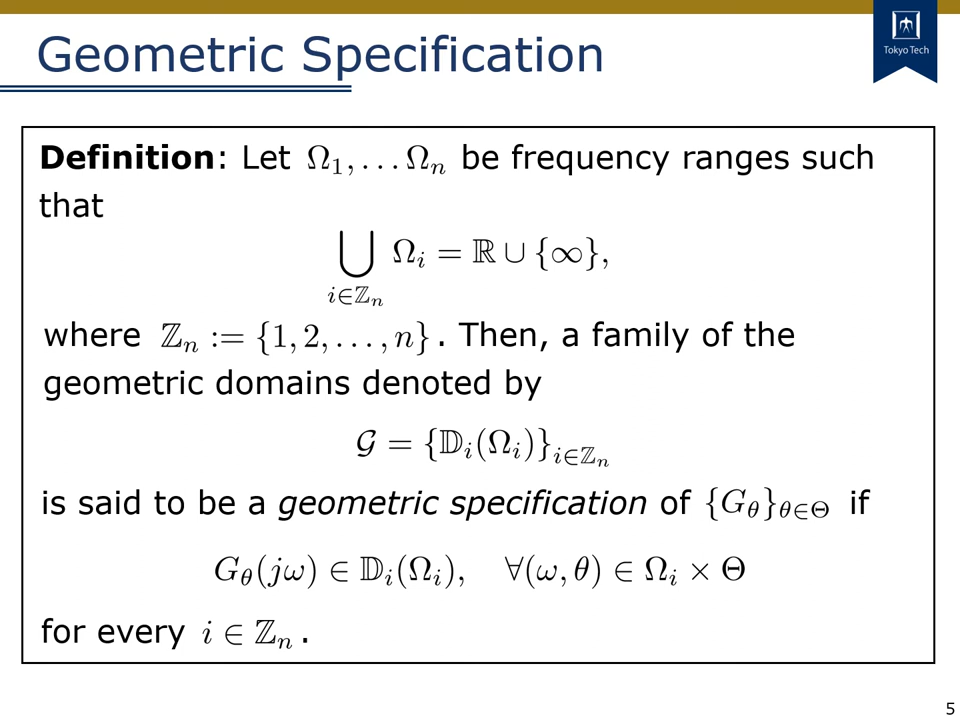 Geometric Specification
Tokyo Tech
Definition: Let Ω₁, . . . Ωₙ be frequency ranges such
that
⋃_{i∈ℤₙ} Ωᵢ = ℝ ∪ {∞},
where ℤₙ := {1, 2, . . . , n} . Then, a family of the
geometric domains denoted by
𝒢 = {𝔻ᵢ(Ωᵢ)}_{i∈ℤₙ}
is said to be a geometric specification of {G_θ}_{θ∈Θ} if
G_θ(jω) ∈ 𝔻ᵢ(Ωᵢ), ∀(ω, θ) ∈ Ωᵢ × Θ
for every i ∈ ℤₙ .
5